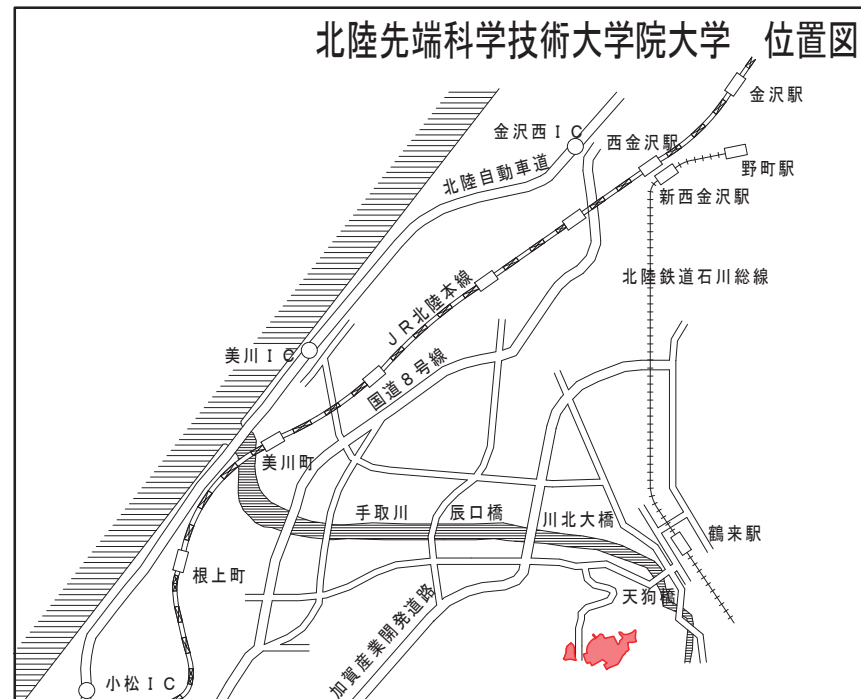 北陸先端科学技術大学院大学　位置図
金沢駅
金沢西ＩＣ
西金沢駅
野町駅
北陸自動車道
新西金沢駅
北陸鉄道石川総線
ＪＲ北陸本線
美川ＩＣ
国道８号線
美川町
手取川
辰口橋
川北大橋
鶴来駅
根上町
天狗橋
加賀産業開発道路
小松ＩＣ